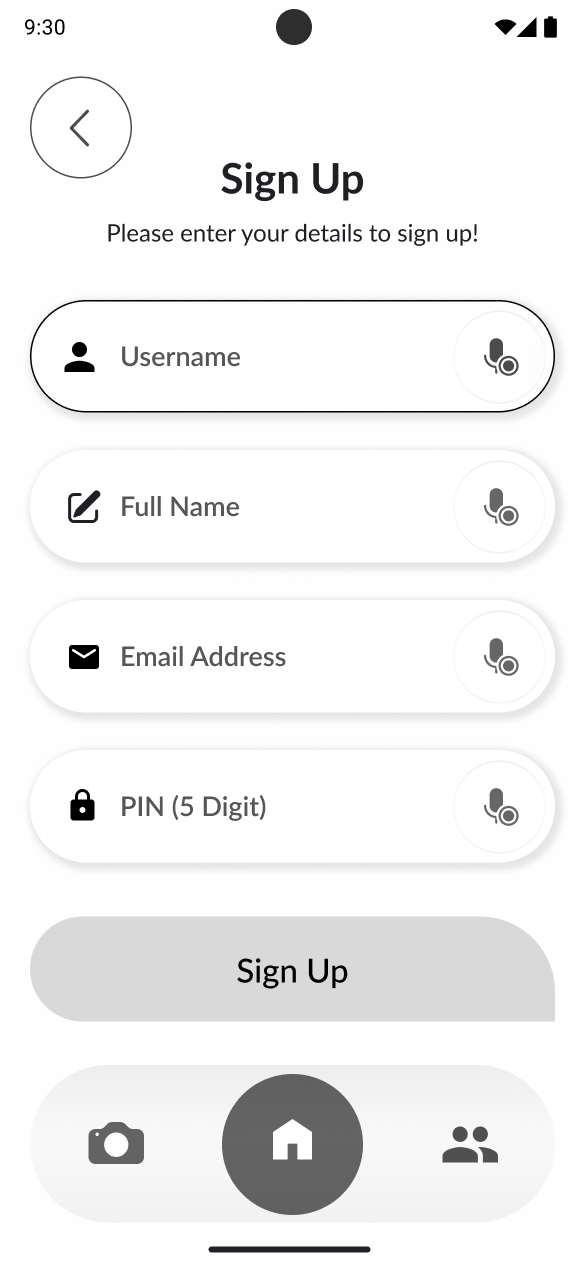 9:30
Sign Up
Please enter your details to sign up!
Username
Full Name
Email Address
PIN (5 Digit)
Sign Up